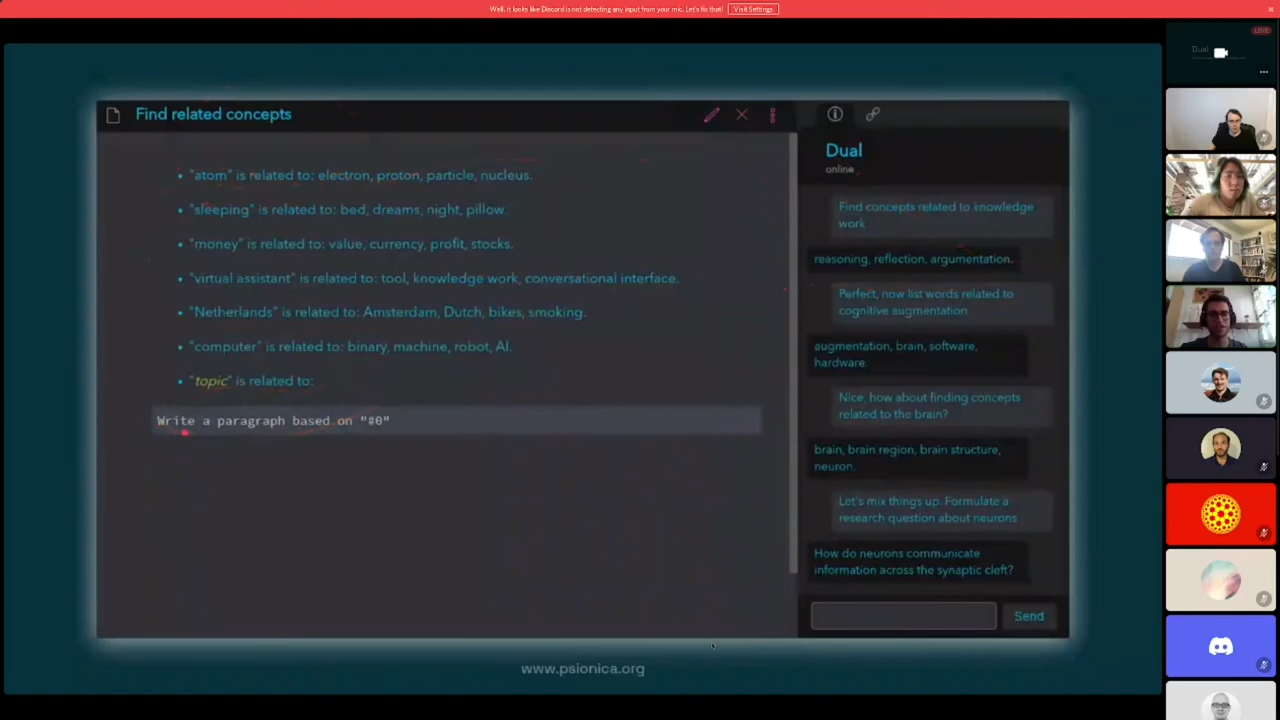 Well, it looks like Discord is not detecting any input from your mic. Let's fix that! Visit Settings
LIVE
Dual
Find related concepts
• "atom" is related to: electron, proton, particle, nucleus.
• "sleeping" is related to: bed, dreams, night, pillow.
• "money" is related to: value, currency, profit, stocks.
• "virtual assistant" is related to: tool, knowledge work, conversational interface.
• "Netherlands" is related to: Amsterdam, Dutch, bikes, smoking.
• "computer" is related to: binary, machine, robot, AI.
• "topic" is related to:
Write a paragraph based on "#0"
Dual
online
Find concepts related to knowledge
work
reasoning, reflection, argumentation.
Perfect, now list words related to
cognitive augmentation
augmentation, brain, software,
hardware.
Nice, how about finding concepts
related to the brain?
brain, brain region, brain structure,
neuron.
Let's mix things up. Formulate a
research question about neurons
How do neurons communicate
information across the synaptic cleft?
Send
www.psionica.org